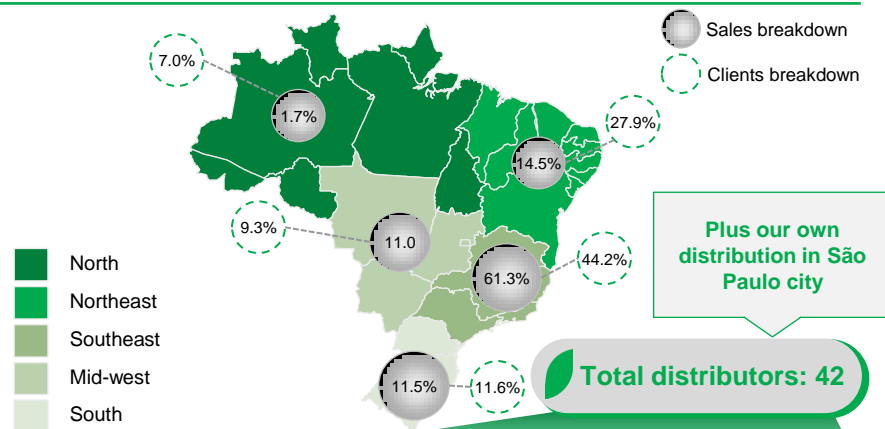 Sales breakdown
Clients breakdown
7.0%
1.7%
27.9%
14.5%
9.3%
11.0
44.2%
61.3%
Plus our own
distribution in São
Paulo city
North
Northeast
Southeast
Mid-west
South
11.5%
11.6%
Total distributors: 42